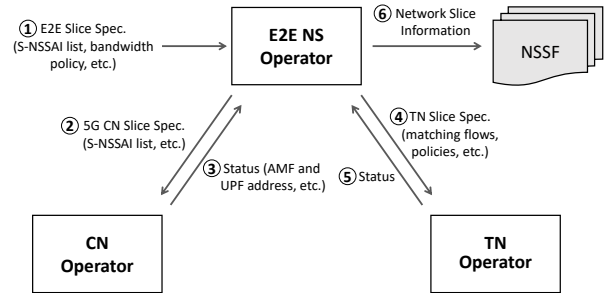 ① E2E Slice Spec.
(S-NSSAI list, bandwidth
policy, etc.)
E2E NS
Operator
⑥ Network Slice
Information
NSSF
② 5G CN Slice Spec.
(S-NSSAI list, etc.)
③ Status (AMF and
UPF address, etc.)
④ TN Slice Spec.
(matching flows,
policies, etc.)
⑤ Status
CN
Operator
TN
Operator